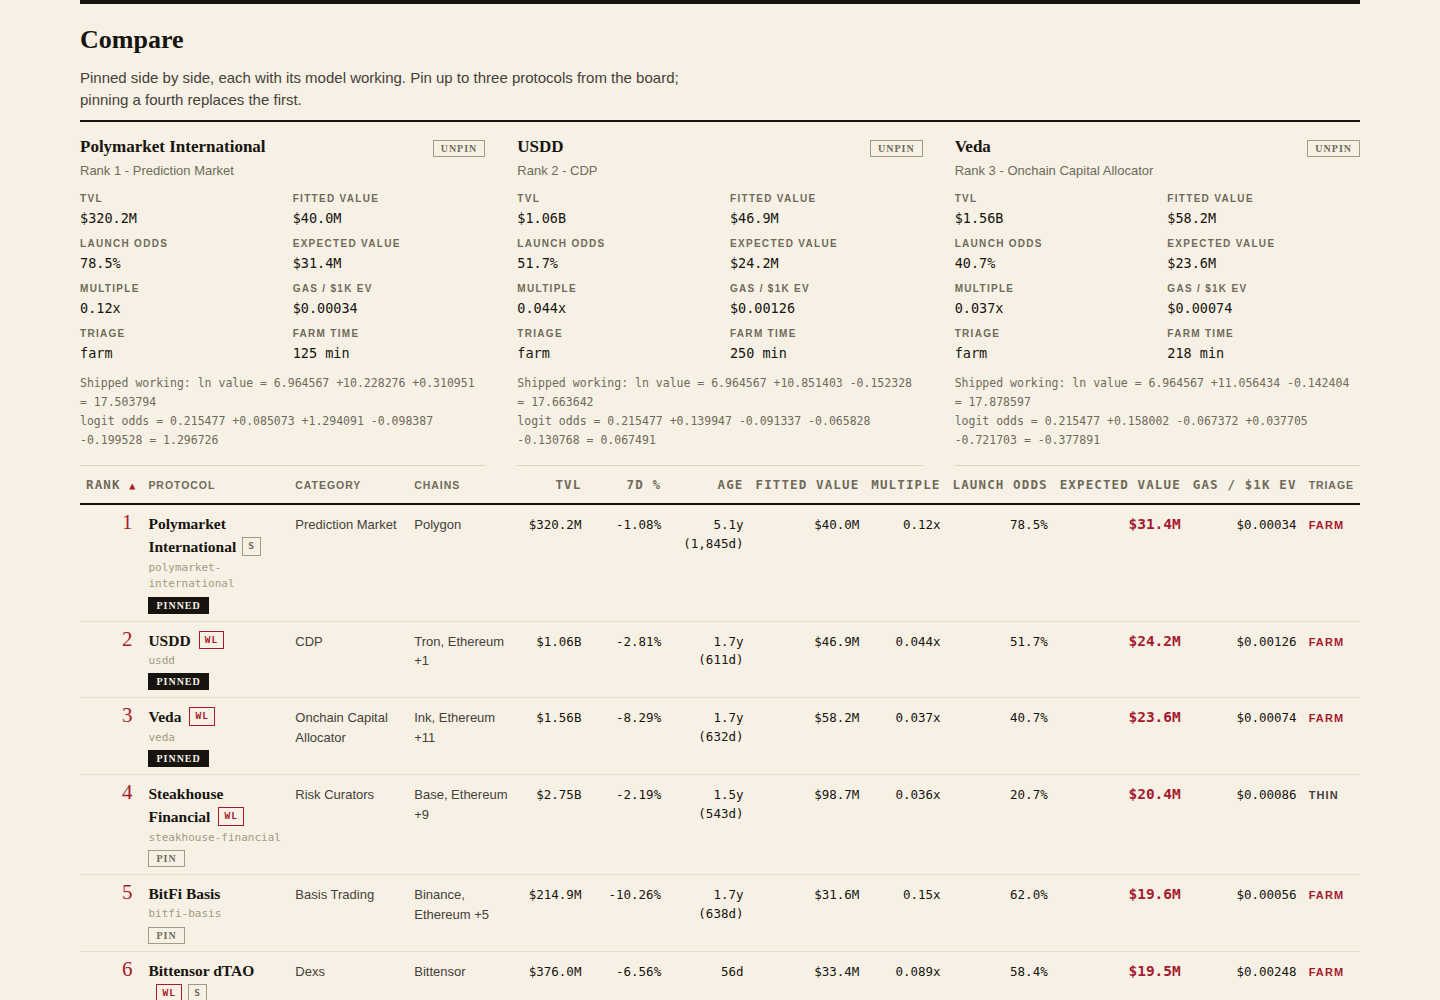 Compare
Pinned side by side, each with its model working. Pin up to three protocols from the board;
pinning a fourth replaces the first.
Polymarket International UNPIN
Rank 1 - Prediction Market
TVL FITTED VALUE
$320.2M $40.0M
LAUNCH ODDS EXPECTED VALUE
78.5% $31.4M
MULTIPLE GAS / $1K EV
0.12x $0.00034
TRIAGE FARM TIME
farm 125 min
Shipped working: ln value = 6.964567 +10.228276 +0.310951
= 17.503794
logit odds = 0.215477 +0.085073 +1.294091 -0.098387
-0.199528 = 1.296726
USDD UNPIN
Rank 2 - CDP
TVL FITTED VALUE
$1.06B $46.9M
LAUNCH ODDS EXPECTED VALUE
51.7% $24.2M
MULTIPLE GAS / $1K EV
0.044x $0.00126
TRIAGE FARM TIME
farm 250 min
Shipped working: ln value = 6.964567 +10.851403 -0.152328
= 17.663642
logit odds = 0.215477 +0.139947 -0.091337 -0.065828
-0.130768 = 0.067491
Veda UNPIN
Rank 3 - Onchain Capital Allocator
TVL FITTED VALUE
$1.56B $58.2M
LAUNCH ODDS EXPECTED VALUE
40.7% $23.6M
MULTIPLE GAS / $1K EV
0.037x $0.00074
TRIAGE FARM TIME
farm 218 min
Shipped working: ln value = 6.964567 +11.056434 -0.142404
= 17.878597
logit odds = 0.215477 +0.158002 -0.067372 +0.037705
-0.721703 = -0.377891
RANK ▲ PROTOCOL CATEGORY CHAINS TVL 7D % AGE FITTED VALUE MULTIPLE LAUNCH ODDS EXPECTED VALUE GAS / $1K EV TRIAGE
1 Polymarket Prediction Market Polygon $320.2M -1.08% 5.1y $40.0M 0.12x 78.5% $31.4M $0.00034 FARM
International S (1,845d)
polymarket-
international
PINNED
2 USDD WL CDP Tron, Ethereum $1.06B -2.81% 1.7y $46.9M 0.044x 51.7% $24.2M $0.00126 FARM
usdd +1 (611d)
PINNED
3 Veda WL Onchain Capital Ink, Ethereum $1.56B -8.29% 1.7y $58.2M 0.037x 40.7% $23.6M $0.00074 FARM
veda Allocator +11 (632d)
PINNED
4 Steakhouse Risk Curators Base, Ethereum $2.75B -2.19% 1.5y $98.7M 0.036x 20.7% $20.4M $0.00086 THIN
Financial WL +9 (543d)
steakhouse-financial
PIN
5 BitFi Basis Basis Trading Binance, $214.9M -10.26% 1.7y $31.6M 0.15x 62.0% $19.6M $0.00056 FARM
bitfi-basis Ethereum +5 (638d)
PIN
6 Bittensor dTAO Dexs Bittensor $376.0M -6.56% 56d $33.4M 0.089x 58.4% $19.5M $0.00248 FARM
WL S